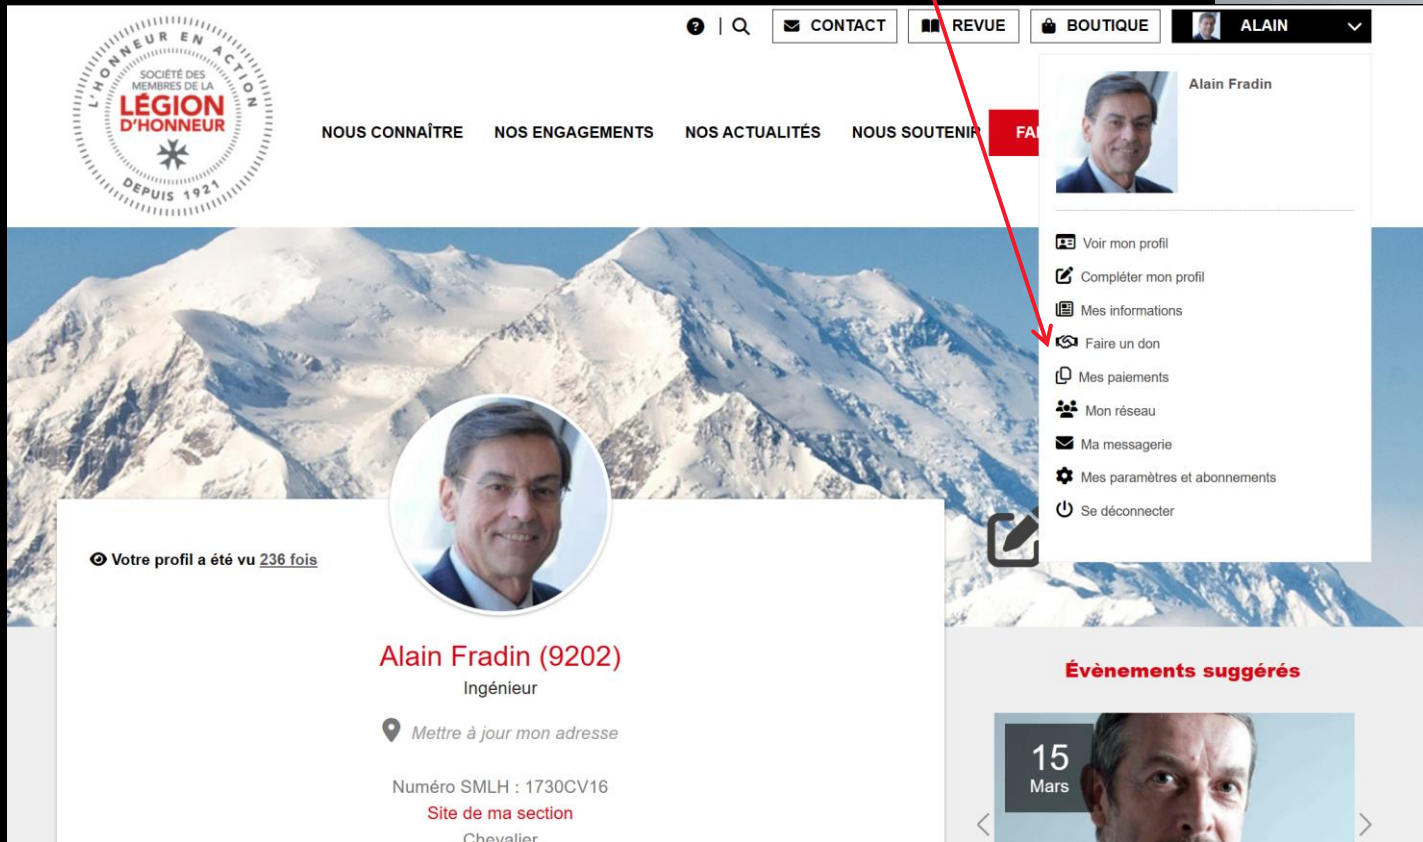 L'HONNEUR EN ACTION
SOCIÉTÉ DES
MEMBRES DE LA
LÉGION
D'HONNEUR
DEPUIS 1921
? | CONTACT REVUE BOUTIQUE ALAIN
Alain Fradin
NOUS CONNAÎTRE NOS ENGAGEMENTS NOS ACTUALITÉS NOUS SOUTENIR
Voir mon profil
Compléter mon profil
Mes informations
Faire un don
Mes paiements
Mon réseau
Ma messagerie
Mes paramètres et abonnements
Se déconnecter
Votre profil a été vu 236 fois
Alain Fradin (9202)
Ingénieur
Mettre à jour mon adresse
Numéro SMLH : 1730CV16
Site de ma section
Chevalier
Évènements suggérés
15
Mars